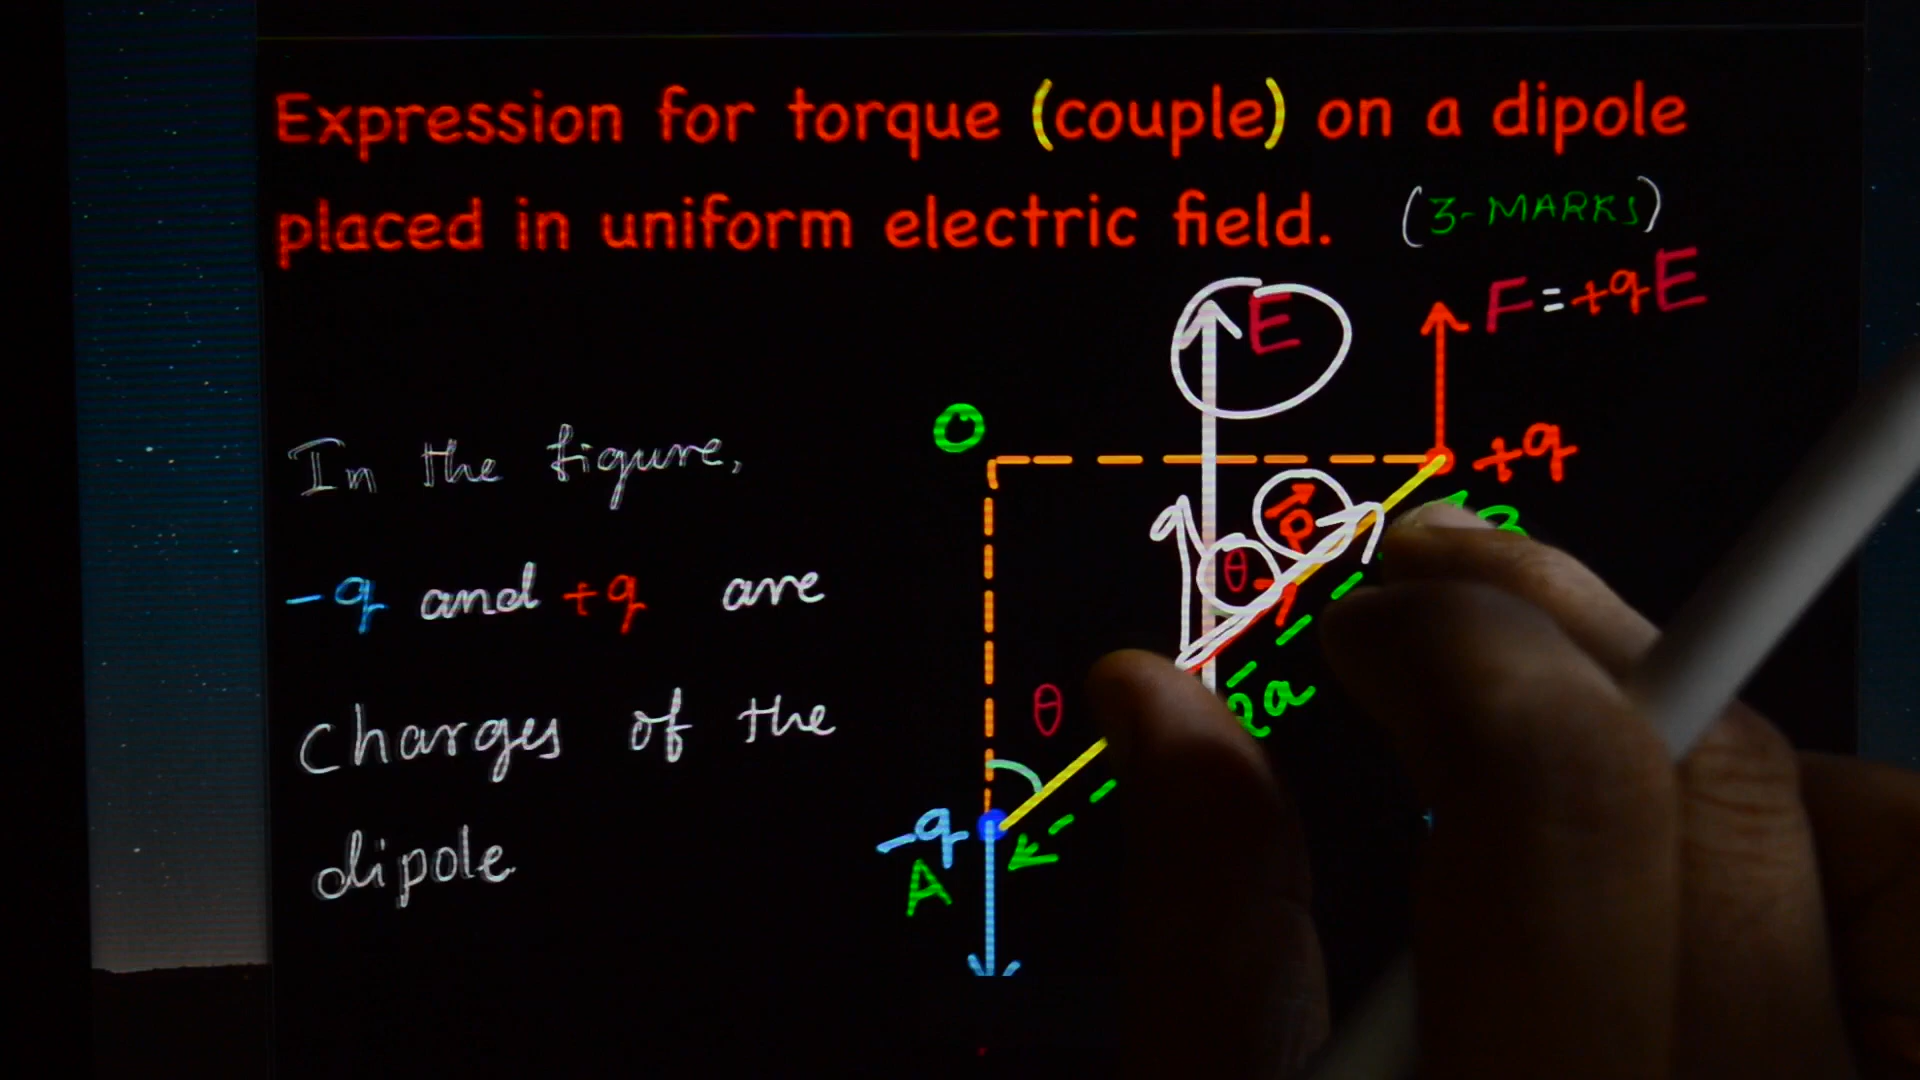 Expression for torque (couple) on a dipole
placed in uniform electric field. (3-MARKS)
E
F=+qE
O
In the figure,
+q
p
B
θ
-q and +q are
2a
θ
Charges of the
-q
A
dipole